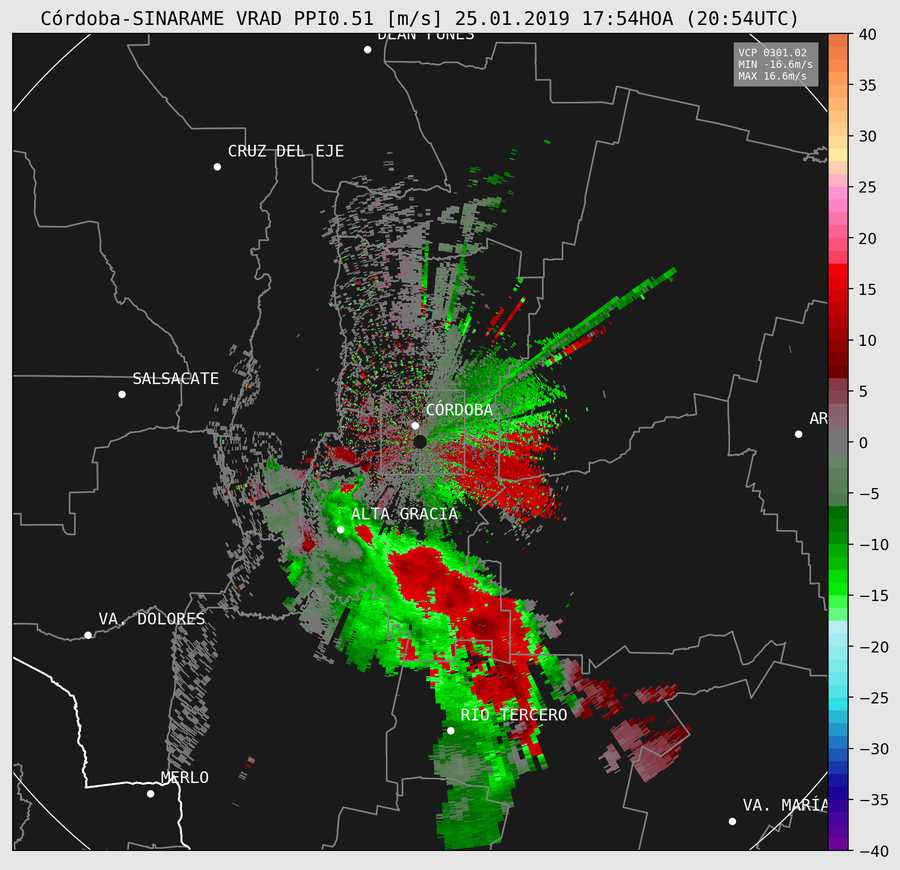 Córdoba-SINARAME VRAD PPI0.51 [m/s] 25.01.2019 17:54HOA (20:54UTC)
DEAN FUNES
VCP 0301.02
MIN -16.6m/s
MAX 16.6m/s
CRUZ DEL EJE
SALSACATE
CÓRDOBA
AR
ALTA GRACIA
VA. DOLORES
RIO TERCERO
MERLO
VA. MARÍA
40
35
30
25
20
15
10
5
0
−5
−10
−15
−20
−25
−30
−35
−40